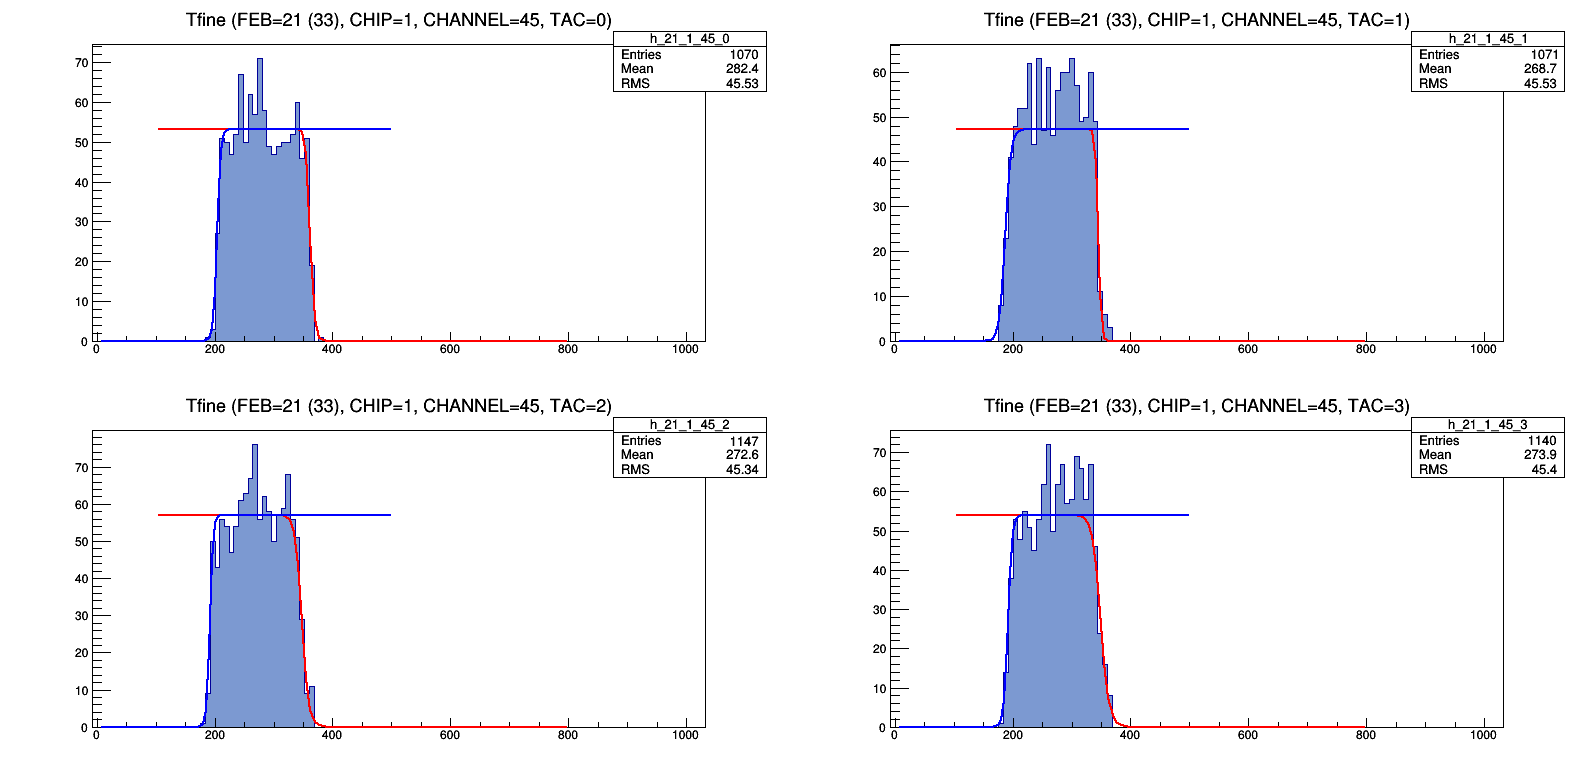 Tfine (FEB=21 (33), CHIP=1, CHANNEL=45, TAC=0)
h_21_1_45_0
Entries 1070
Mean 282.4
RMS 45.53
70
60
50
40
30
20
10
0
0 200 400 600 800 1000
Tfine (FEB=21 (33), CHIP=1, CHANNEL=45, TAC=1)
h_21_1_45_1
Entries 1071
Mean 268.7
RMS 45.53
60
50
40
30
20
10
0
0 200 400 600 800 1000
Tfine (FEB=21 (33), CHIP=1, CHANNEL=45, TAC=2)
h_21_1_45_2
Entries 1147
Mean 272.6
RMS 45.34
70
60
50
40
30
20
10
0
0 200 400 600 800 1000
Tfine (FEB=21 (33), CHIP=1, CHANNEL=45, TAC=3)
h_21_1_45_3
Entries 1140
Mean 273.9
RMS 45.4
70
60
50
40
30
20
10
0
0 200 400 600 800 1000